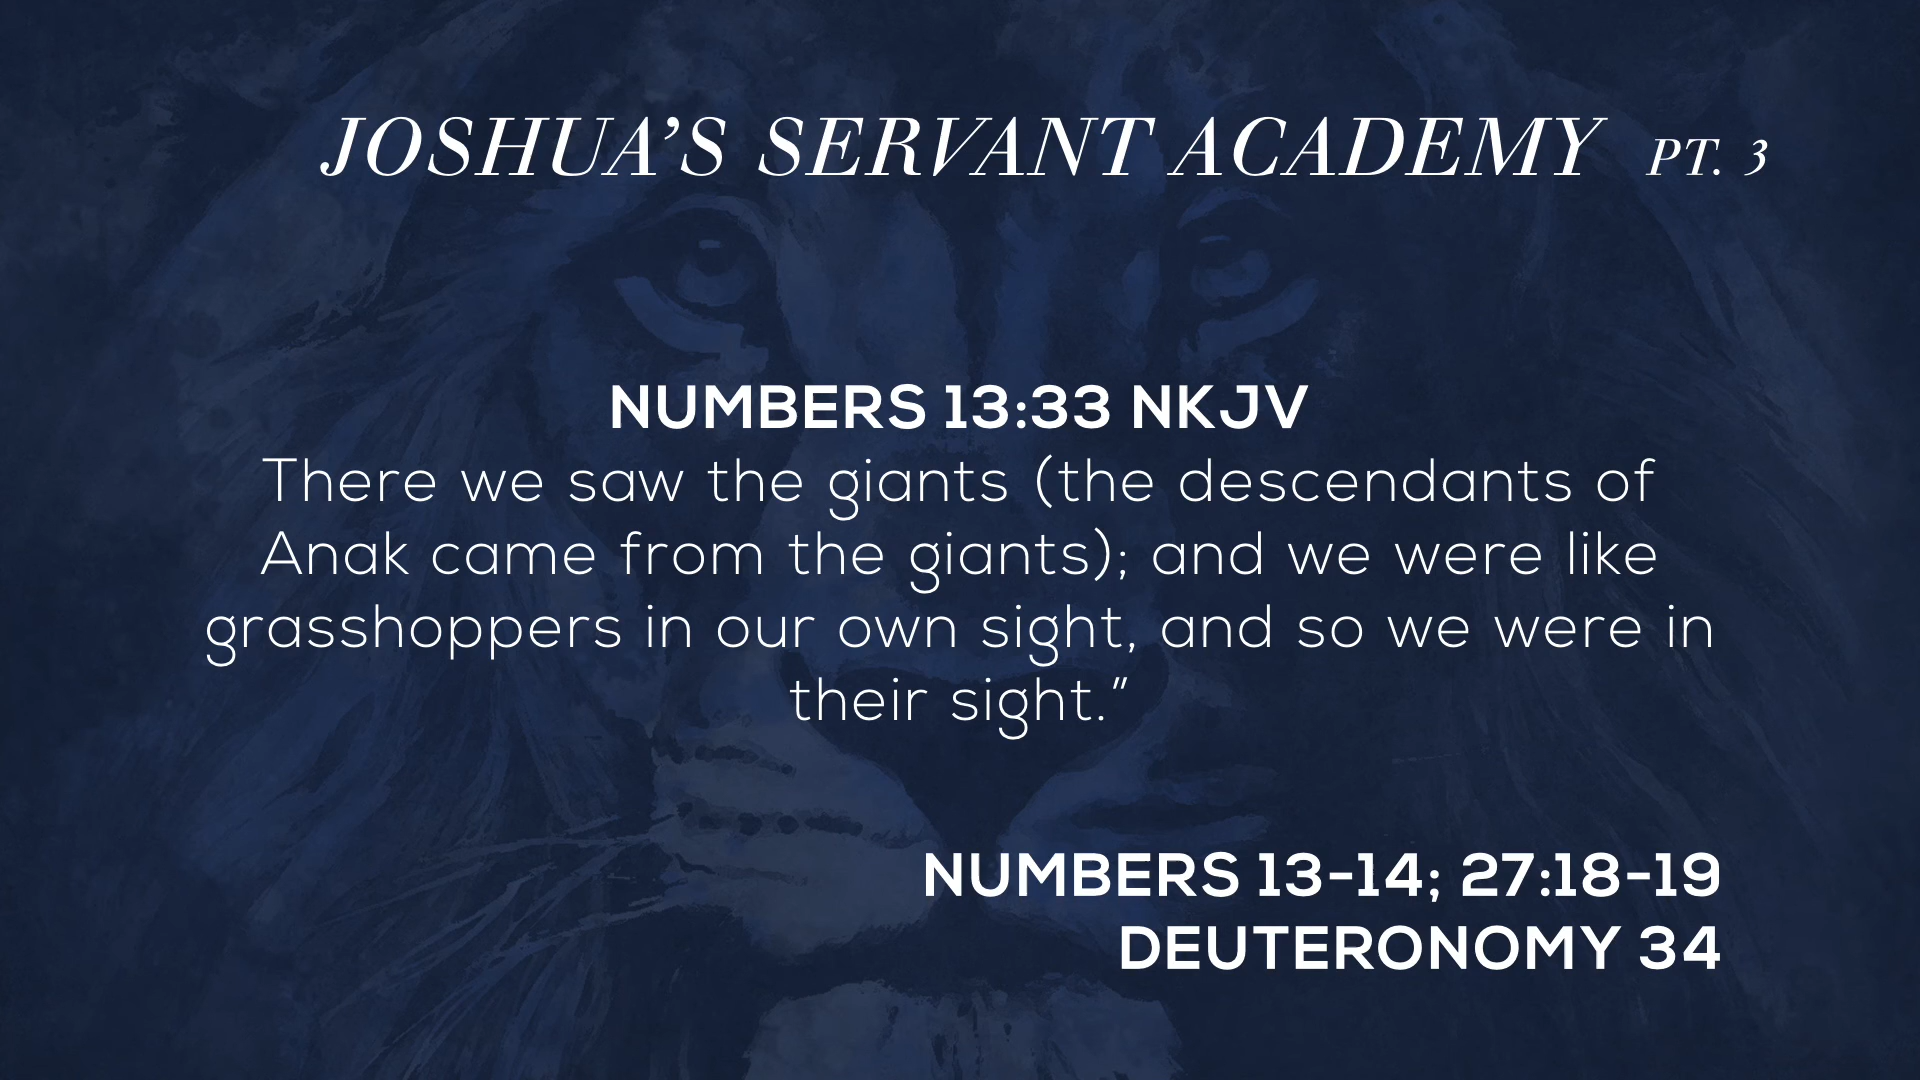 JOSHUA’S SERVANT ACADEMY PT. 3
NUMBERS 13:33 NKJV
There we saw the giants (the descendants of
Anak came from the giants); and we were like
grasshoppers in our own sight, and so we were in
their sight.”
NUMBERS 13-14; 27:18-19
DEUTERONOMY 34